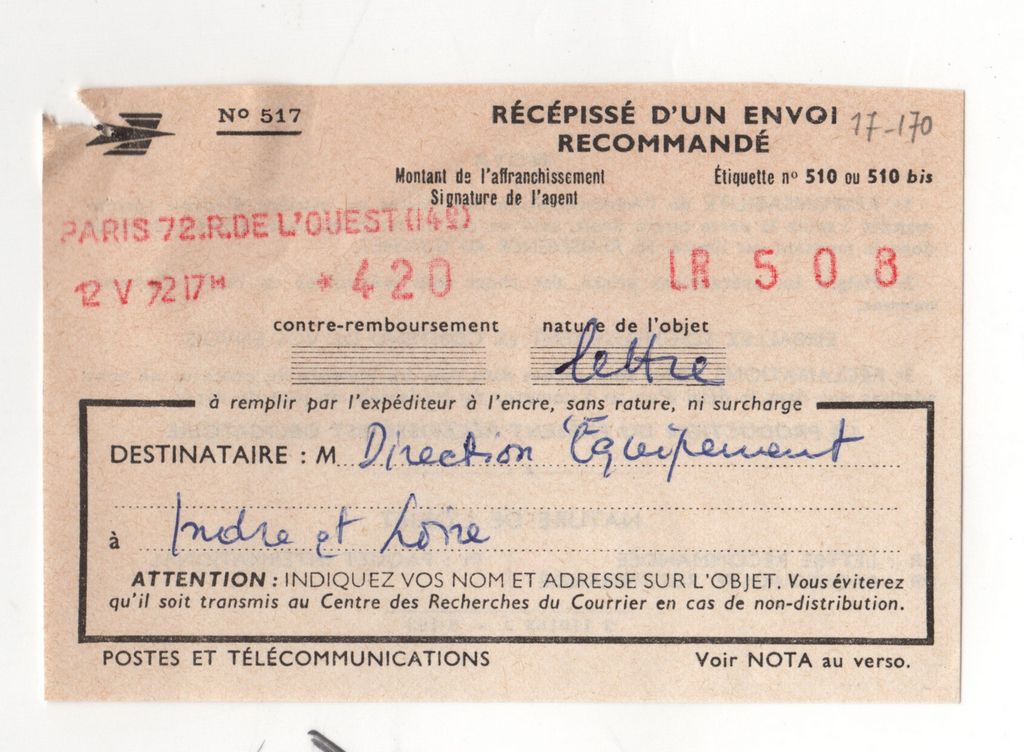 Nº 517
RÉCÉPISSÉ D'UN ENVOI
RECOMMANDÉ
17-170
Montant de l'affranchissement
Signature de l'agent
Étiquette nº 510 ou 510 bis
PARIS 72.R.DE L'OUEST (14º)
12 V 72 17H * 420 LR 508
contre-remboursement nature de l'objet
lettre
à remplir par l'expéditeur à l'encre, sans rature, ni surcharge
DESTINATAIRE : M Direction Équipement
à Indre et Loire
ATTENTION : INDIQUEZ VOS NOM ET ADRESSE SUR L'OBJET. Vous éviterez
qu'il soit transmis au Centre des Recherches du Courrier en cas de non-distribution.
POSTES ET TÉLÉCOMMUNICATIONS Voir NOTA au verso.